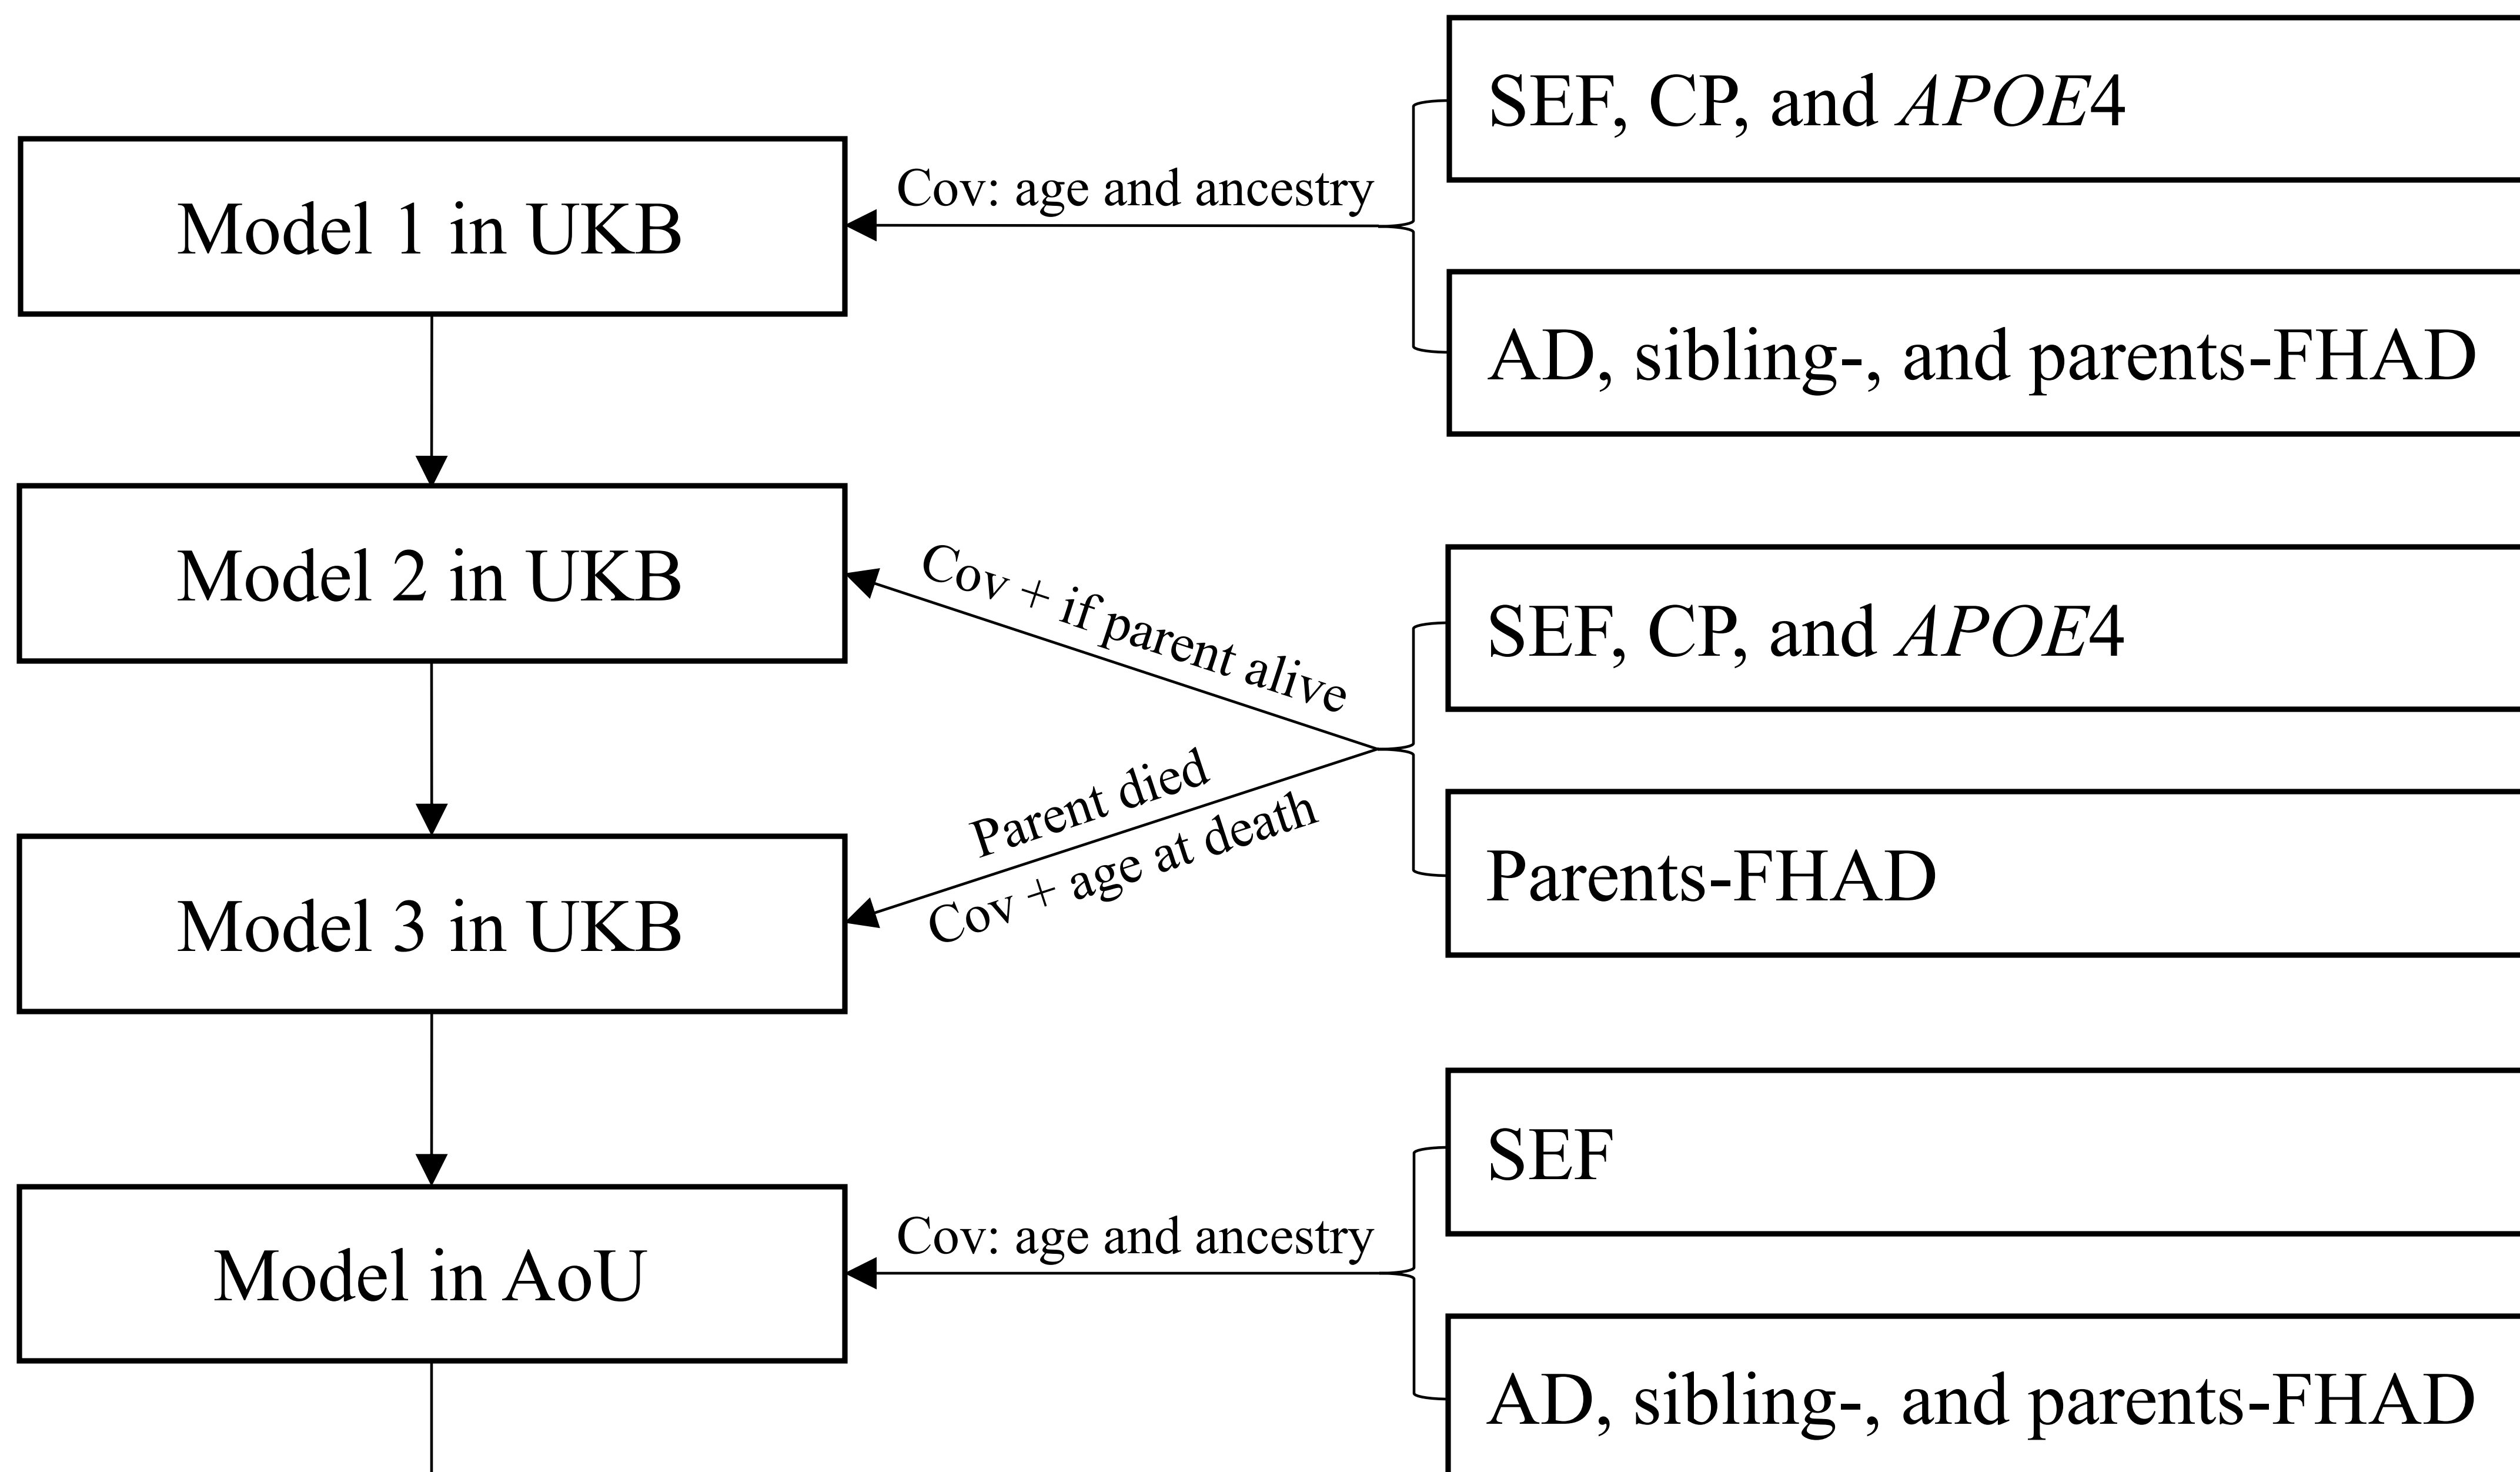 SEF, CP, and APOE4
Cov: age and ancestry
Model 1 in UKB
AD, sibling-, and parents-FHAD
Cov + if parent alive
Model 2 in UKB
SEF, CP, and APOE4
Parent died
Cov + age at death
Parents-FHAD
Model 3 in UKB
SEF
Cov: age and ancestry
Model in AoU
AD, sibling-, and parents-FHAD